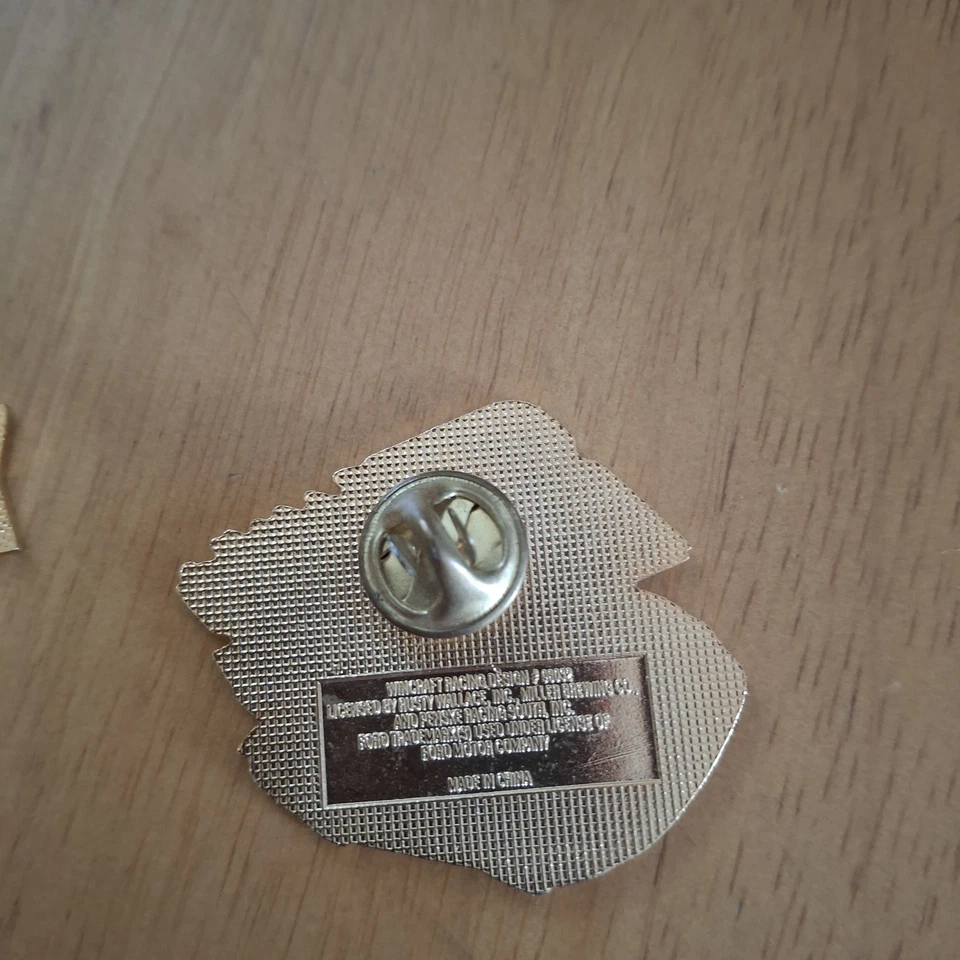 WINCRAFT RACING DESIGN #
LICENSED BY RUSTY WALLACE, INC., MILLER BREWING CO.,
AND PENSKE RACING SOUTH, INC.
FORD TRADEMARK(S) USED UNDER LICENSE OF
FORD MOTOR COMPANY
MADE IN CHINA